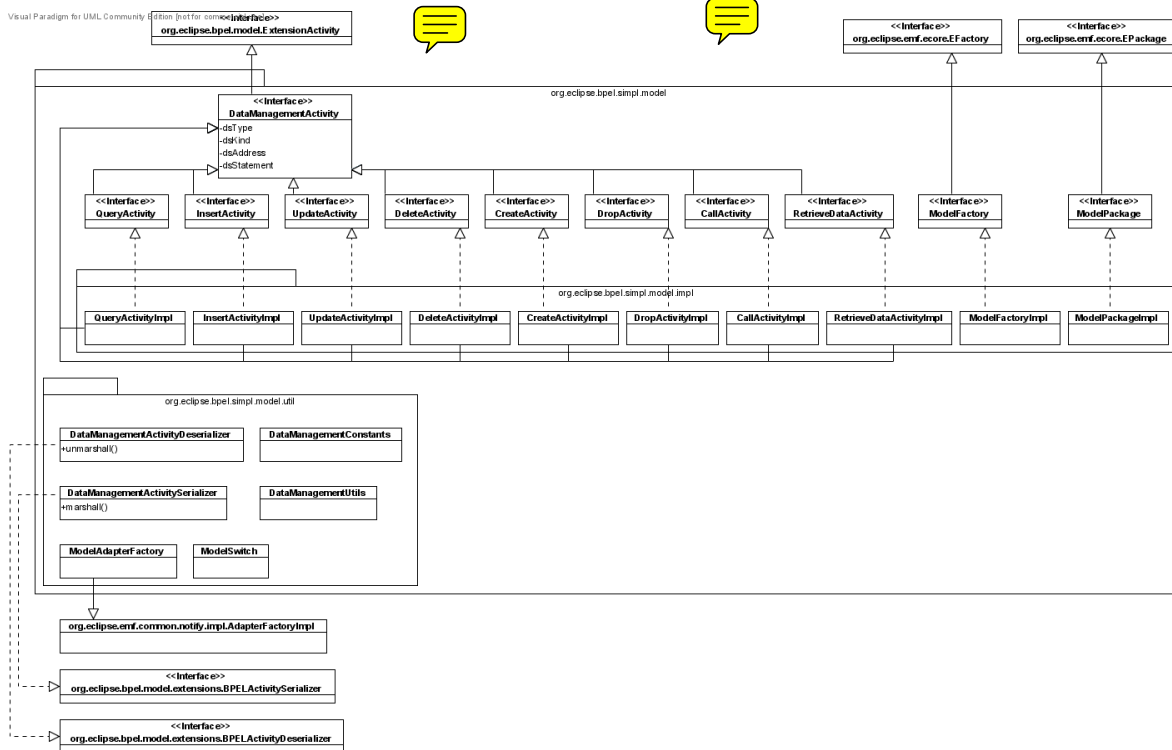 Visual Paradigm for UML Community Edition [not for com
<<Interface>>
org.eclipse.bpel.model.ExtensionActivity
<<Interface>>
org.eclipse.emf.ecore.EFactory
<<Interface>>
org.eclipse.emf.ecore.EPackage
org.eclipse.bpel.simpl.model
<<Interface>>
DataManagementActivity
-dsType
-dsKind
-dsAddress
-dsStatement
<<Interface>>
QueryActivity
<<Interface>>
InsertActivity
<<Interface>>
UpdateActivity
<<Interface>>
DeleteActivity
<<Interface>>
CreateActivity
<<Interface>>
DropActivity
<<Interface>>
CallActivity
<<Interface>>
RetrieveDataActivity
<<Interface>>
ModelFactory
<<Interface>>
ModelPackage
org.eclipse.bpel.simpl.model.impl
QueryActivityImpl
InsertActivityImpl
UpdateActivityImpl
DeleteActivityImpl
CreateActivityImpl
DropActivityImpl
CallActivityImpl
RetrieveDataActivityImpl
ModelFactoryImpl
ModelPackageImpl
org.eclipse.bpel.simpl.model.util
DataManagementActivityDeserializer
+unmarshall()
DataManagementConstants
DataManagementActivitySerializer
+marshall()
DataManagementUtils
ModelAdapterFactory
ModelSwitch
org.eclipse.emf.common.notify.impl.AdapterFactoryImpl
<<Interface>>
org.eclipse.bpel.model.extensions.BPELActivitySerializer
<<Interface>>
org.eclipse.bpel.model.extensions.BPELActivityDeserializer